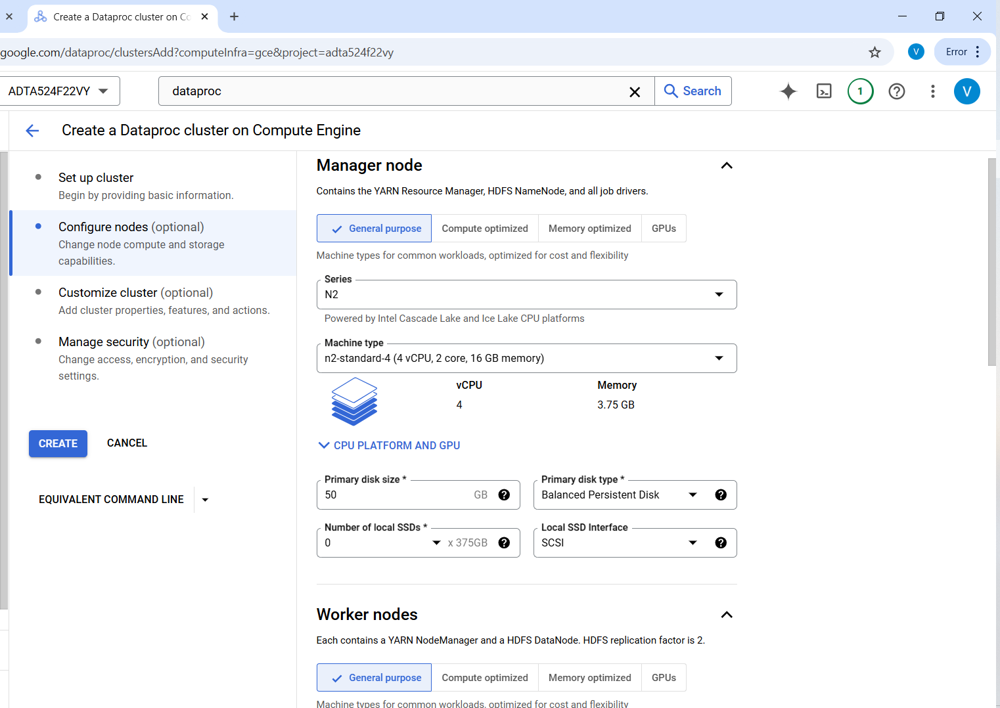 Create a Dataproc cluster on Co
google.com/dataproc/clustersAdd?computeInfra=gce&project=adta524f22vy
V
Error
ADTA524F22VY
dataproc
Search
1
V
Create a Dataproc cluster on Compute Engine
Set up cluster
Begin by providing basic information.
Configure nodes (optional)
Change node compute and storage
capabilities.
Customize cluster (optional)
Add cluster properties, features, and actions.
Manage security (optional)
Change access, encryption, and security
settings.
CREATE
CANCEL
EQUIVALENT COMMAND LINE
Manager node
Contains the YARN Resource Manager, HDFS NameNode, and all job drivers.
General purpose
Compute optimized
Memory optimized
GPUs
Machine types for common workloads, optimized for cost and flexibility
Series
N2
Powered by Intel Cascade Lake and Ice Lake CPU platforms
Machine type
n2-standard-4 (4 vCPU, 2 core, 16 GB memory)
vCPU
Memory
4
3.75 GB
CPU PLATFORM AND GPU
Primary disk size *
50 GB
Primary disk type *
Balanced Persistent Disk
Number of local SSDs *
0 x 375GB
Local SSD Interface
SCSI
Worker nodes
Each contains a YARN NodeManager and a HDFS DataNode. HDFS replication factor is 2.
General purpose
Compute optimized
Memory optimized
GPUs
Machine types for common workloads, optimized for cost and flexibility